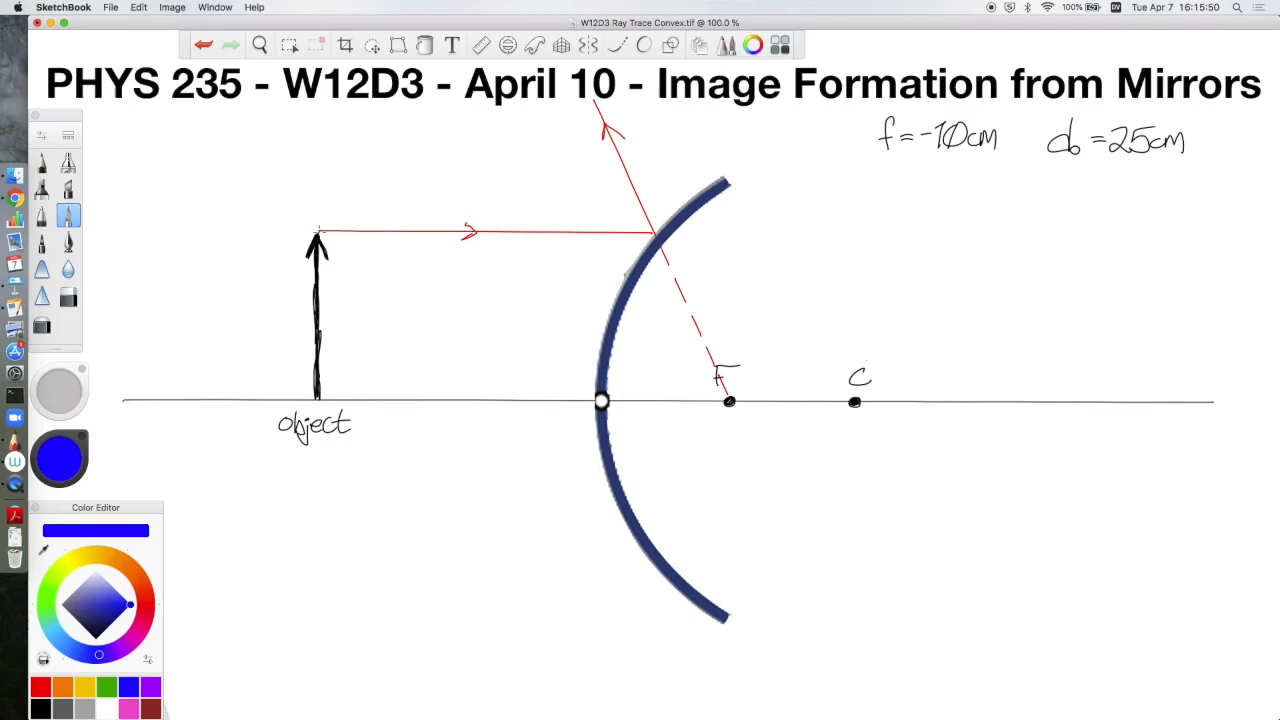 SketchBook File Edit Image Window Help
100% Tue Apr 7 16:15:50
W12D3 Ray Trace Convex.tif @ 100.0 %
PHYS 235 - W12D3 - April 10 - Image Formation from Mirrors
f = -10cm do = 25cm
F C
object
Color Editor